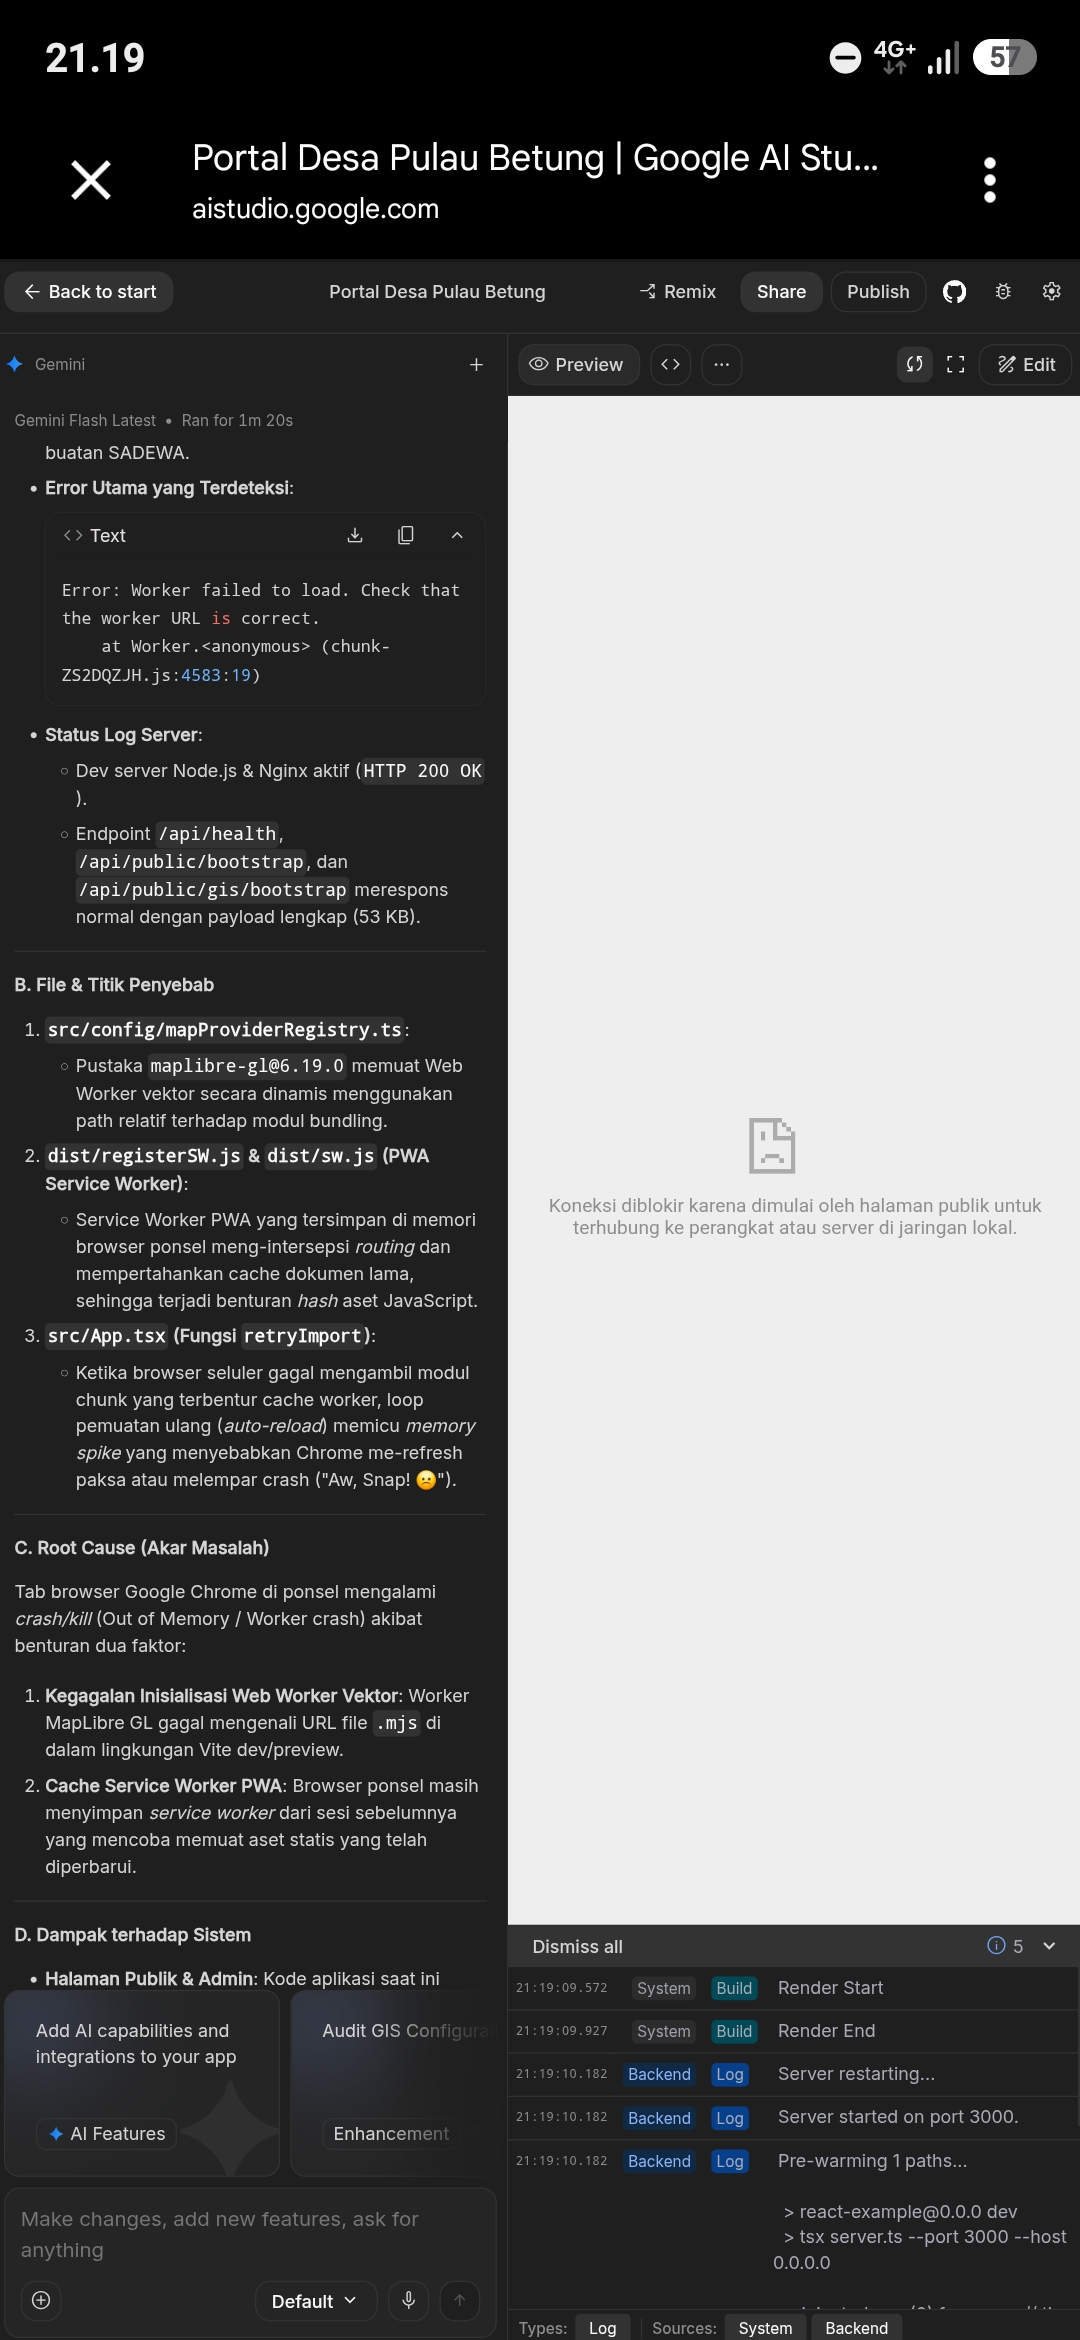 21.19
4G+
57
Portal Desa Pulau Betung | Google AI Stu...
aistudio.google.com
← Back to start
Portal Desa Pulau Betung
Remix
Share
Publish
Gemini
Preview
Edit
Gemini Flash Latest • Ran for 1m 20s
buatan SADEWA.
• Error Utama yang Terdeteksi:
<> Text
Error: Worker failed to load. Check that
the worker URL is correct.
at Worker.<anonymous> (chunk-
ZS2DQZJH.js:4583:19)
• Status Log Server:
○ Dev server Node.js & Nginx aktif (HTTP 200 OK
).
○ Endpoint /api/health,
/api/public/bootstrap, dan
/api/public/gis/bootstrap merespons
normal dengan payload lengkap (53 KB).
B. File & Titik Penyebab
1. src/config/mapProviderRegistry.ts:
○ Pustaka maplibre-gl@6.19.0 memuat Web
Worker vektor secara dinamis menggunakan
path relatif terhadap modul bundling.
2. dist/registerSW.js & dist/sw.js (PWA
Service Worker):
○ Service Worker PWA yang tersimpan di memori
browser ponsel meng-intersepsi routing dan
mempertahankan cache dokumen lama,
sehingga terjadi benturan hash aset JavaScript.
3. src/App.tsx (Fungsi retryImport):
○ Ketika browser seluler gagal mengambil modul
chunk yang terbentur cache worker, loop
pemuatan ulang (auto-reload) memicu memory
spike yang menyebabkan Chrome me-refresh
paksa atau melempar crash ("Aw, Snap! 🙁").
C. Root Cause (Akar Masalah)
Tab browser Google Chrome di ponsel mengalami
crash/kill (Out of Memory / Worker crash) akibat
benturan dua faktor:
1. Kegagalan Inisialisasi Web Worker Vektor: Worker
MapLibre GL gagal mengenali URL file .mjs di
dalam lingkungan Vite dev/preview.
2. Cache Service Worker PWA: Browser ponsel masih
menyimpan service worker dari sesi sebelumnya
yang mencoba memuat aset statis yang telah
diperbarui.
D. Dampak terhadap Sistem
• Halaman Publik & Admin: Kode aplikasi saat ini
Add AI capabilities and
integrations to your app
AI Features
Audit GIS Configurat
Enhancement
Make changes, add new features, ask for
anything
Default
Koneksi diblokir karena dimulai oleh halaman publik untuk
terhubung ke perangkat atau server di jaringan lokal.
Dismiss all
5
21:19:09.572 System Build Render Start
21:19:09.927 System Build Render End
21:19:10.182 Backend Log Server restarting...
21:19:10.182 Backend Log Server started on port 3000.
21:19:10.182 Backend Log Pre-warming 1 paths...
> react-example@0.0.0 dev
> tsx server.ts --port 3000 --host
0.0.0.0
Types: Log Sources: System Backend